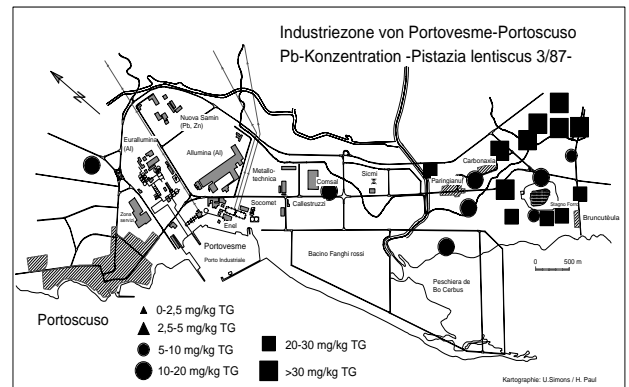 Industriezone von Portovesme-Portoscuso
Pb-Konzentration -Pistazia lentiscus 3/87-
Nuova Samin
(Pb, Zn)
Eurallumina
(Al)
Allumina (Al)
Metallo-
technica
Comsal
Sicmi
Carbonaxia
Paringianu
Stagno Forru
Bruncutèula
Zona
servizi
Socomet
Callestruzzi
Enel
Portovesme
Porto Industriale
Bacino Fanghi rossi
Peschiera de
Bo Cerbus
0 500 m
Portoscuso
0-2,5 mg/kg TG
2,5-5 mg/kg TG
5-10 mg/kg TG
10-20 mg/kg TG
20-30 mg/kg TG
>30 mg/kg TG
Kartographie: U.Simons / H. Paul